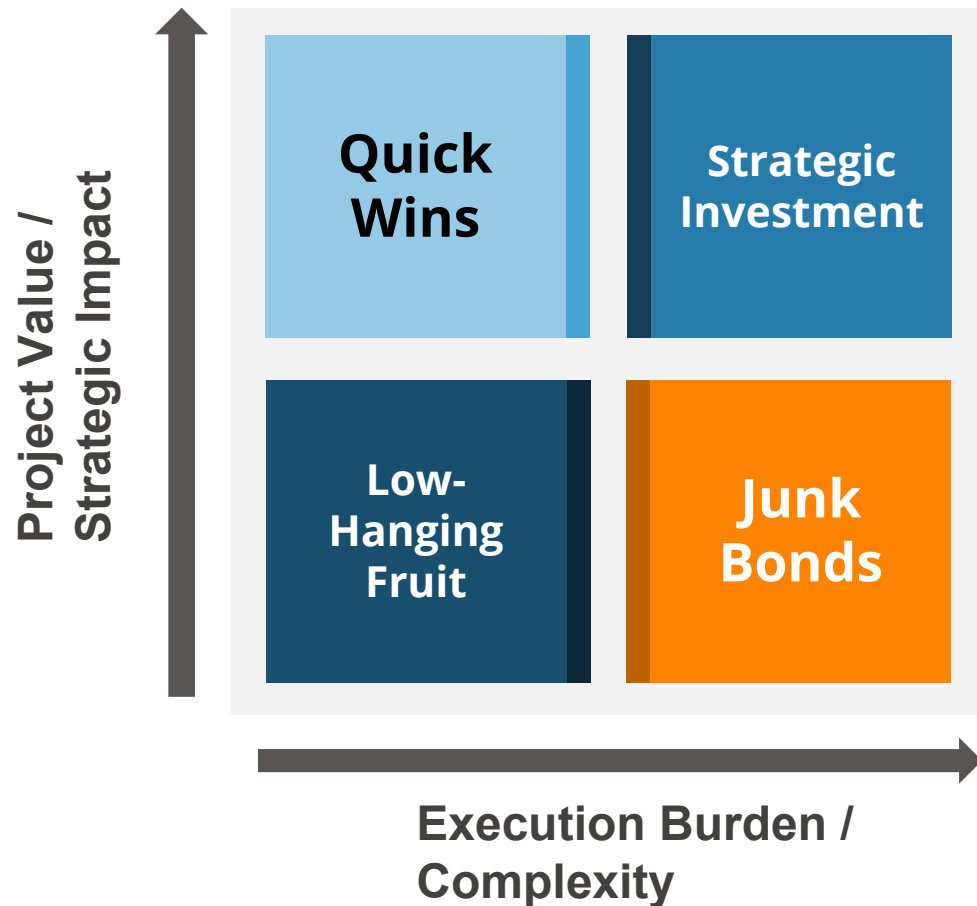 Project Value /
Strategic Impact
Quick
Wins
Strategic
Investment
Low-
Hanging
Fruit
Junk
Bonds
Execution Burden /
Complexity